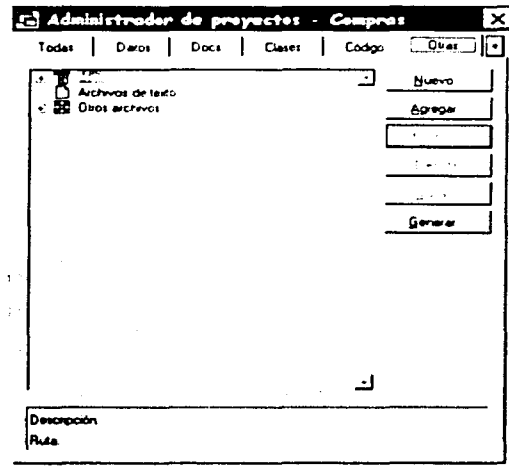 Administrador de proyectos - Compras
Todas Datos Docs Clases Código Otras
Archivos de texto
Otros archivos
Nuevo
Agregar
Generar
Descripción
Ruta